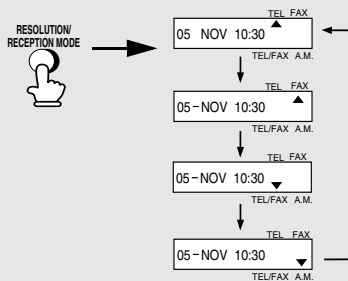 RESOLUTION/
RECEPTION MODE
TEL FAX
05 NOV 10:30
TEL/FAX A.M.
TEL FAX
05-NOV 10:30
TEL/FAX A.M.
TEL FAX
05-NOV 10:30
TEL/FAX A.M.
TEL FAX
05-NOV 10:30
TEL/FAX A.M.